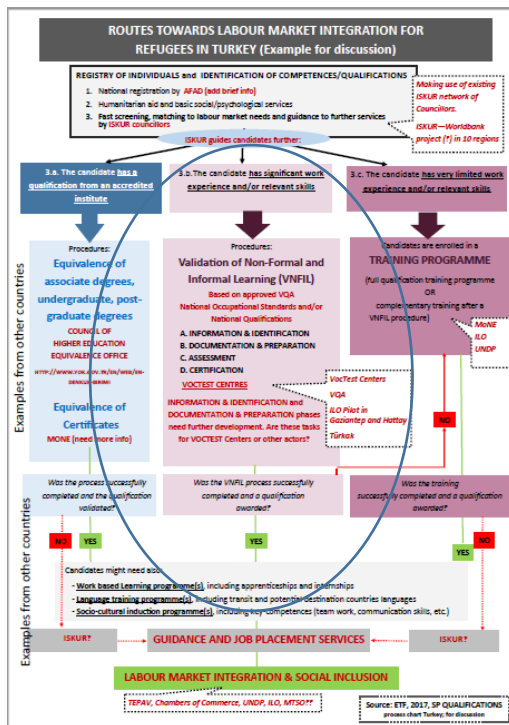 ROUTES TOWARDS LABOUR MARKET INTEGRATION FOR
REFUGEES IN TURKEY (Example for discussion)
REGISTRY OF INDIVIDUALS and IDENTIFICATION OF COMPETENCES/QUALIFICATIONS
1. National registration by AFAD (add brief info)
2. Humanitarian aid and basic social/psychological services
3. Fast screening, matching to labour market needs and guidance to further services
by ISKUR councillors
Making use of existing
ISKUR network of
Councillors.
ISKUR—Worldbank
project (?) in 10 regions
ISKUR guides candidates further:
3.a. The candidate has a
qualification from an accredited
institute
3.b.The candidate has significant work
experience and/or relevant skills
3.c. The candidate has very limited work
experience and/or relevant skills
Examples from other countries
Procedures:
Equivalence of
associate degrees,
undergraduate, post-
graduate degrees
COUNCIL OF
HIGHER EDUCATION
EQUIVALENCE OFFICE
Equivalence of
Certificates
MONE (need more info)
Procedures:
Validation of Non-Formal and
Informal Learning (VNFIL)
Based on approved VQA
National Occupational Standards and/or
National Qualifications
A. INFORMATION & IDENTIFICATION
B. DOCUMENTATION & PREPARATION
C. ASSESSMENT
D. CERTIFICATION
VOCTEST CENTRES
INFORMATION & IDENTIFICATION and
DOCUMENTATION & PREPARATION phases
need further development. Are these tasks
for VOCTEST Centers or other actors?
Candidates are enrolled in a
TRAINING PROGRAMME
(full qualification training programme
OR
complementary training after a
VNFIL procedure)
MoNE
ILO
UNDP
VocTest Centers
VQA
ILO Pilot in
Gaziantep and Hattay
Türkak
NO
Was the process successfully
completed and the qualification
validated?
Was the VNFIL process successfully
completed and a qualification
awarded?
Was the training
successfully completed and a qualification
awarded?
NO
YES
YES
YES
NO
Examples from other countries
Candidates might need also:
- Work based Learning programme(s), including apprenticeships and internships
- Language training programme(s), including transit and potential destination countries languages
- Socio-cultural induction programme(s), including key-competences (team work, communication skills, etc.)
ISKUR?
GUIDANCE AND JOB PLACEMENT SERVICES
ISKUR?
LABOUR MARKET INTEGRATION & SOCIAL INCLUSION
TEPAV, Chambers of Commerce, UNDP, ILO, MTSO??
Source: ETF, 2017, SP QUALIFICATIONS
process chart Turkey; for discussion